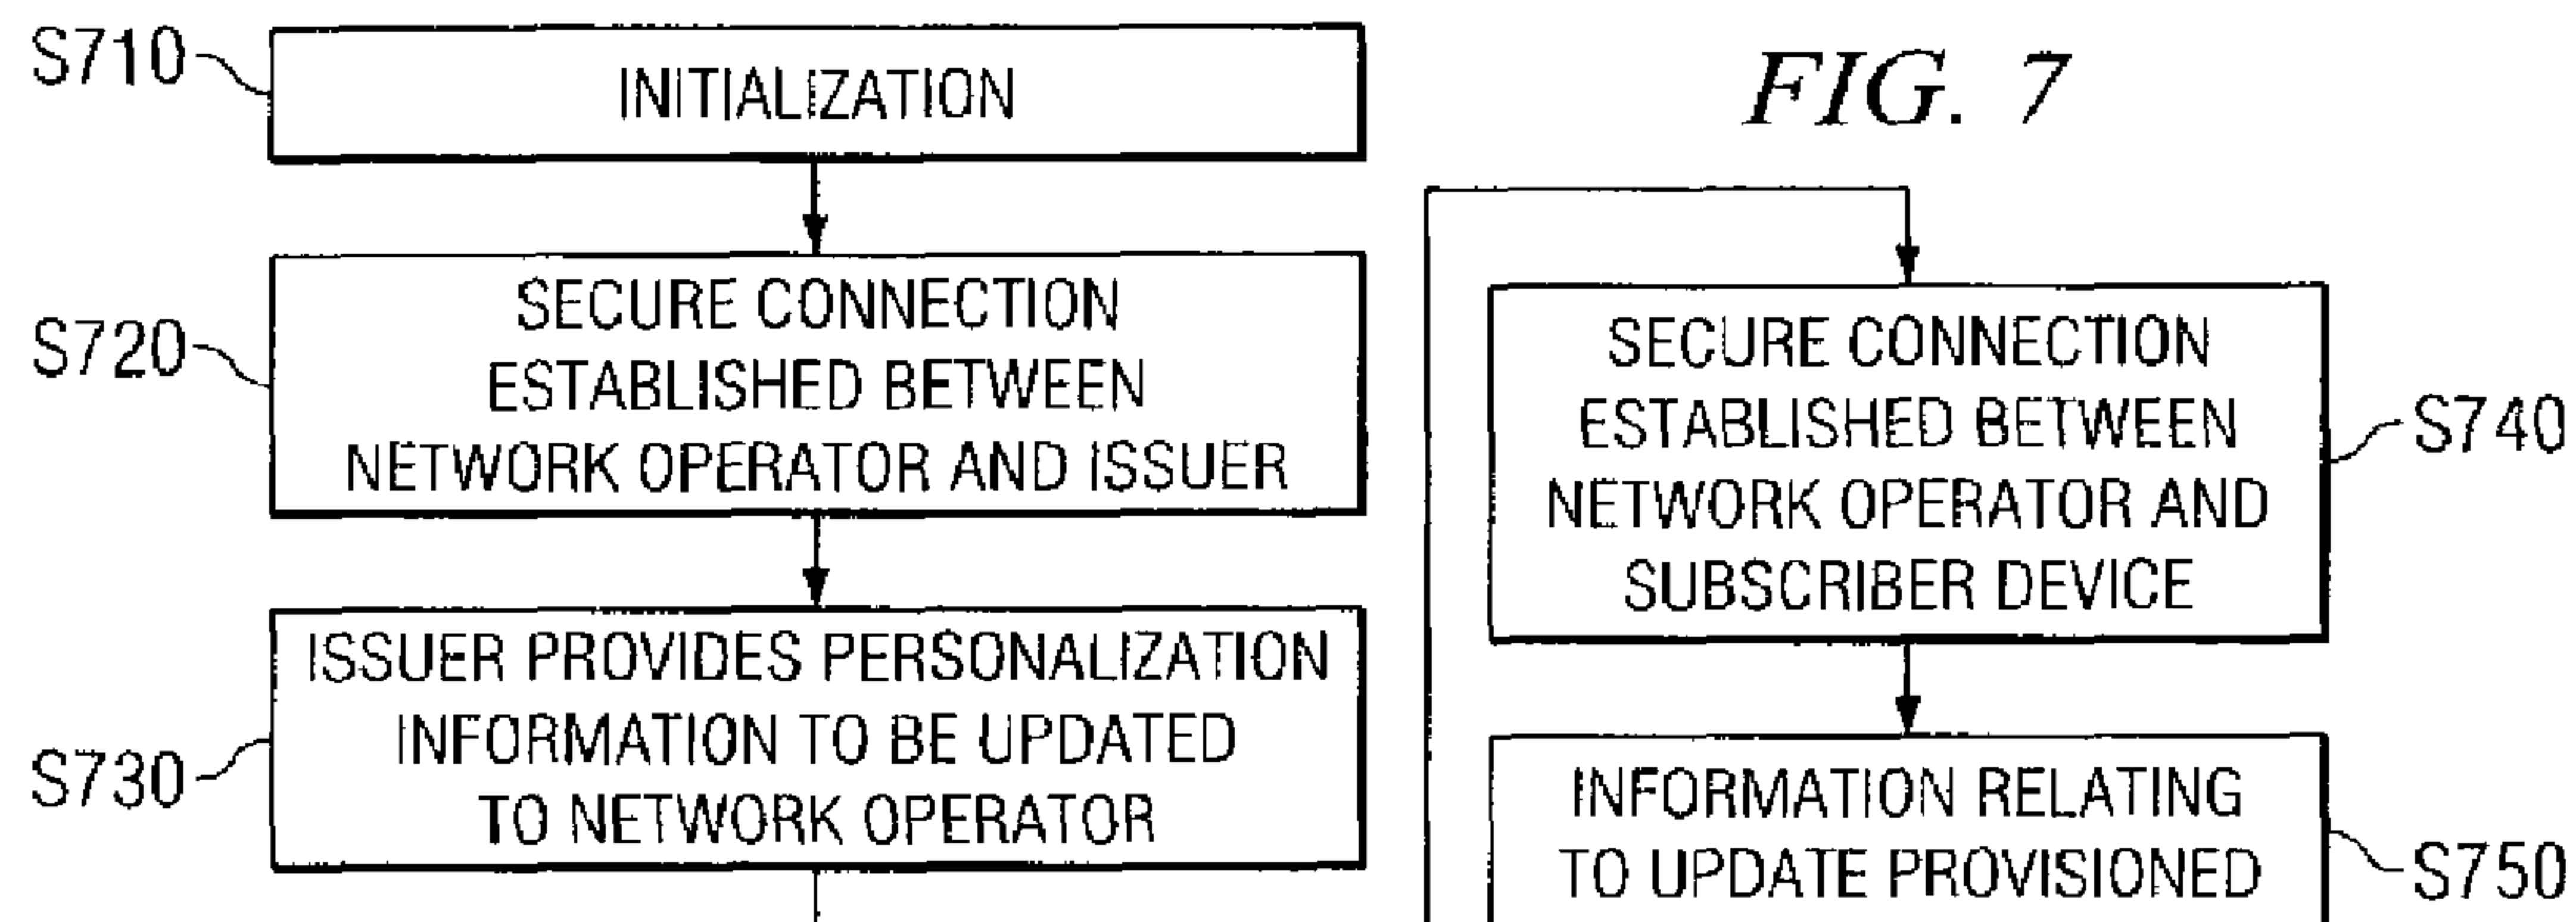 FIG. 7
S710
INITIALIZATION
S720
SECURE CONNECTION
ESTABLISHED BETWEEN
NETWORK OPERATOR AND ISSUER
S730
ISSUER PROVIDES PERSONALIZATION
INFORMATION TO BE UPDATED
TO NETWORK OPERATOR
SECURE CONNECTION
ESTABLISHED BETWEEN
NETWORK OPERATOR AND
SUBSCRIBER DEVICE
S740
INFORMATION RELATING
TO UPDATE PROVISIONED
S750